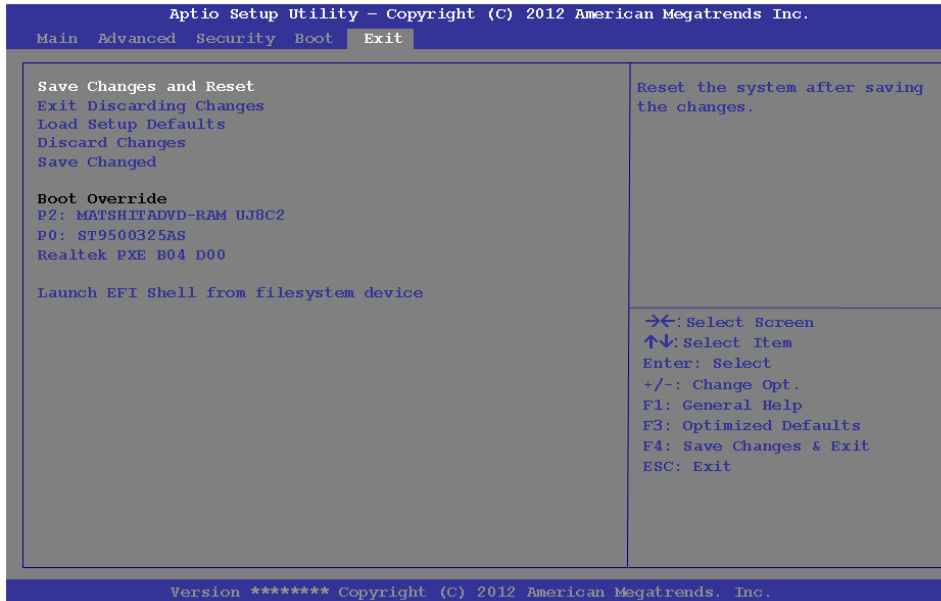 Aptio Setup Utility – Copyright (C) 2012 American Megatrends Inc.
Main Advanced Security Boot Exit
Save Changes and Reset
Exit Discarding Changes
Load Setup Defaults
Discard Changes
Save Changed
Boot Override
P2: MATSHITADVD-RAM UJ8C2
P0: ST9500325AS
Realtek PXE B04 D00
Launch EFI Shell from filesystem device
Reset the system after saving
the changes.
→←: Select Screen
↑↓: Select Item
Enter: Select
+/-: Change Opt.
F1: General Help
F3: Optimized Defaults
F4: Save Changes & Exit
ESC: Exit
Version ******** Copyright (C) 2012 American Megatrends. Inc.